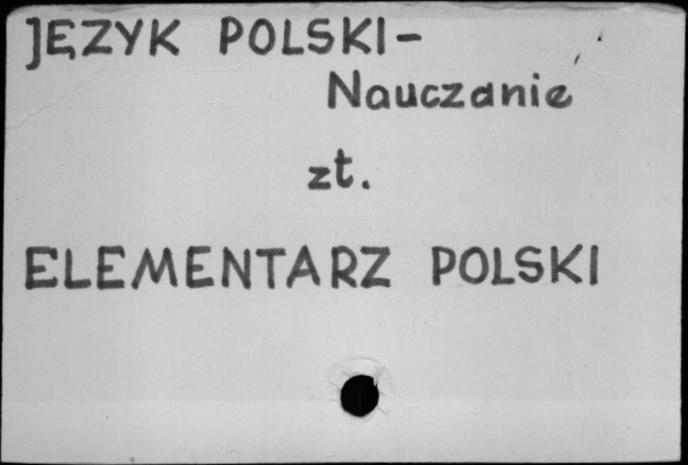 JĘZYK POLSKI-
Nauczanie
zt.
ELEMENTARZ POLSKI